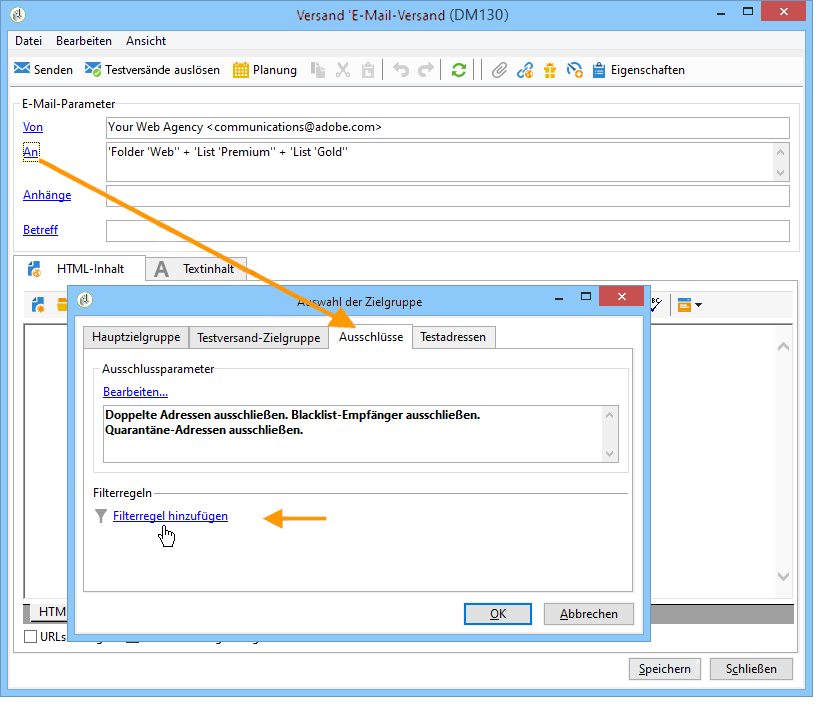 Versand 'E-Mail-Versand (DM130)
Datei Bearbeiten Ansicht
Senden Testversände auslösen Planung Eigenschaften
E-Mail-Parameter
Von Your Web Agency <communications@adobe.com>
An 'Folder 'Web'' + 'List 'Premium'' + 'List 'Gold''
Anhänge
Betreff
HTML-Inhalt A Textinhalt
Auswahl der Zielgruppe
Hauptzielgruppe Testversand-Zielgruppe Ausschlüsse Testadressen
Ausschlussparameter
Bearbeiten...
Doppelte Adressen ausschließen. Blacklist-Empfänger ausschließen.
Quarantäne-Adressen ausschließen.
Filterregeln
Filterregel hinzufügen
OK Abbrechen
HTM
URLs
Speichern Schließen